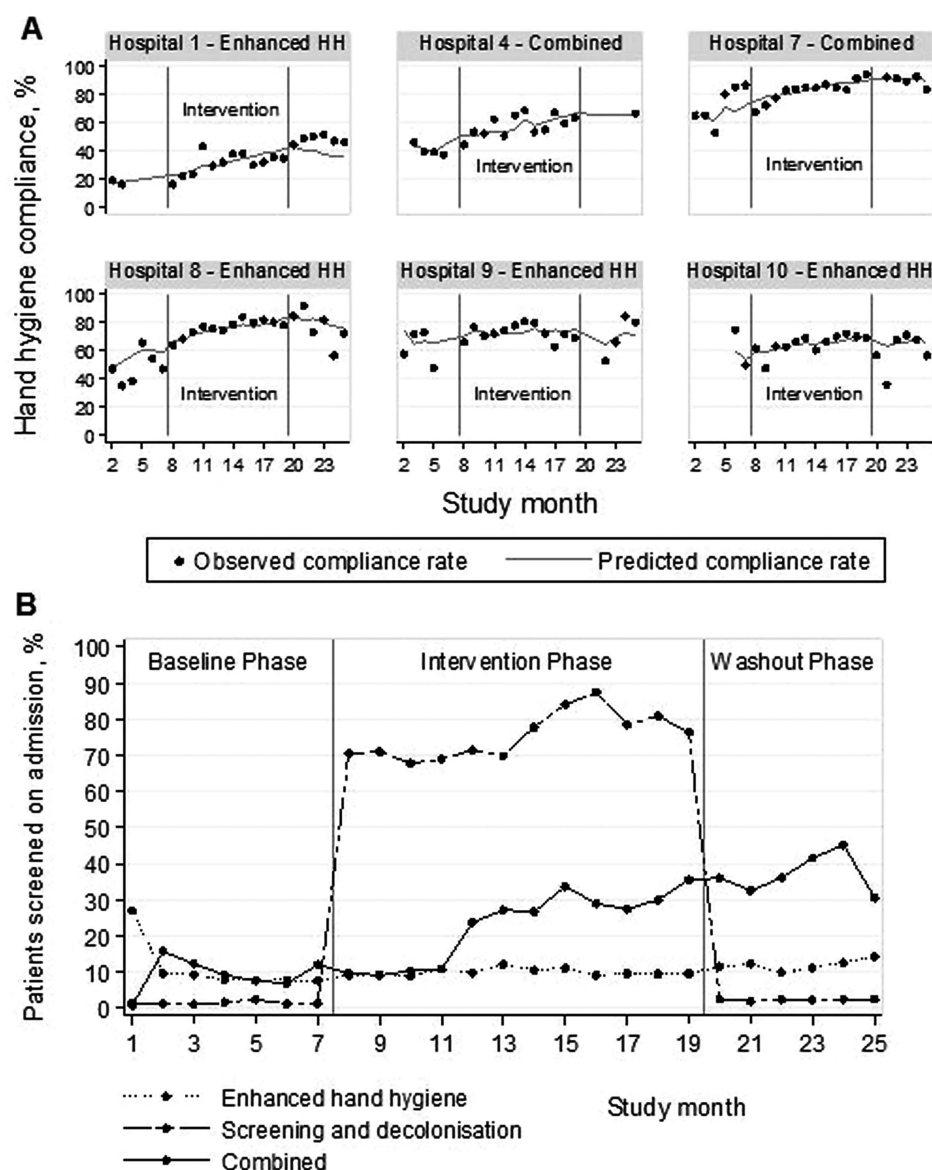 A
Hospital 1 - Enhanced HH
Hospital 4 - Combined
Hospital 7 - Combined
Hand hygiene compliance, %
100
80
60
40
20
0
Intervention
Intervention
Intervention
Hospital 8 - Enhanced HH
Hospital 9 - Enhanced HH
Hospital 10 - Enhanced HH
100
80
60
40
20
0
Intervention
Intervention
Intervention
2 5 8 11 14 17 20 23
2 5 8 11 14 17 20 23
2 5 8 11 14 17 20 23
Study month
Observed compliance rate
Predicted compliance rate
B
Patients screened on admission, %
100
90
80
70
60
50
40
30
20
10
0
Baseline Phase
Intervention Phase
Washout Phase
1 3 5 7 9 11 13 15 17 19 21 23 25
Study month
Enhanced hand hygiene
Screening and decolonisation
Combined